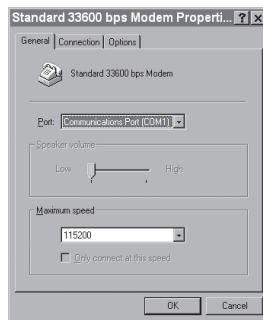 Standard 33600 bps Modem Properti... ? ×
General Connection Options
Standard 33600 bps Modem
Port: Communications Port (COM1)
Speaker volume
Low High
Maximum speed
115200
Only connect at this speed
OK Cancel